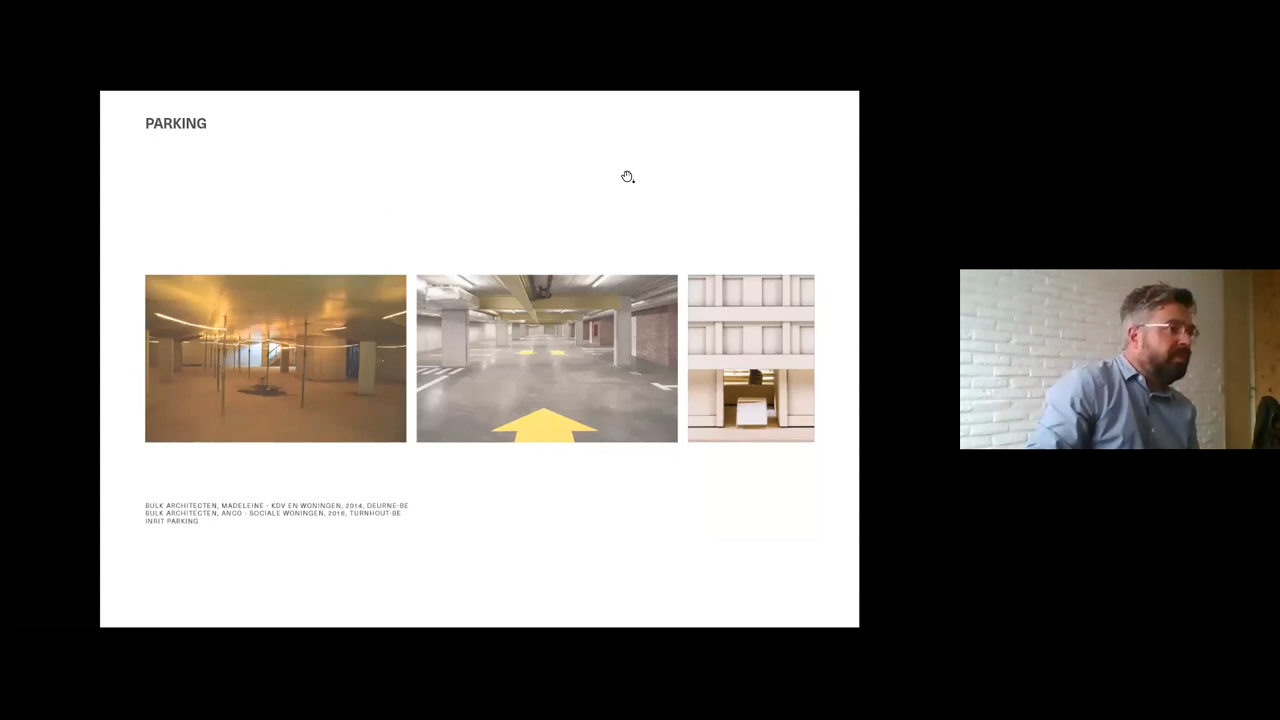 PARKING
BULK ARCHITECTEN, MADELEINE - KDV EN WONINGEN, 2014, DEURNE-BE
BULK ARCHITECTEN, ANCO - SOCIALE WONINGEN, 2016, TURNHOUT-BE
INRIT PARKING